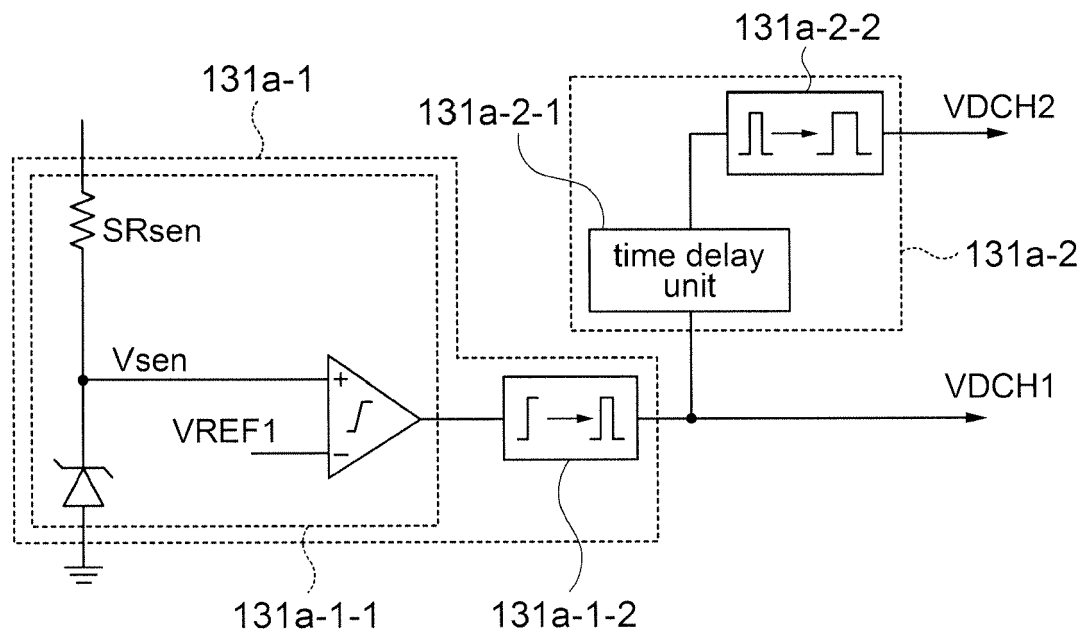 131a-2-2
131a-1
131a-2-1
VDCH2
SRsen
time delay
unit
131a-2
Vsen
+
VDCH1
VREF1
−
131a-1-1
131a-1-2